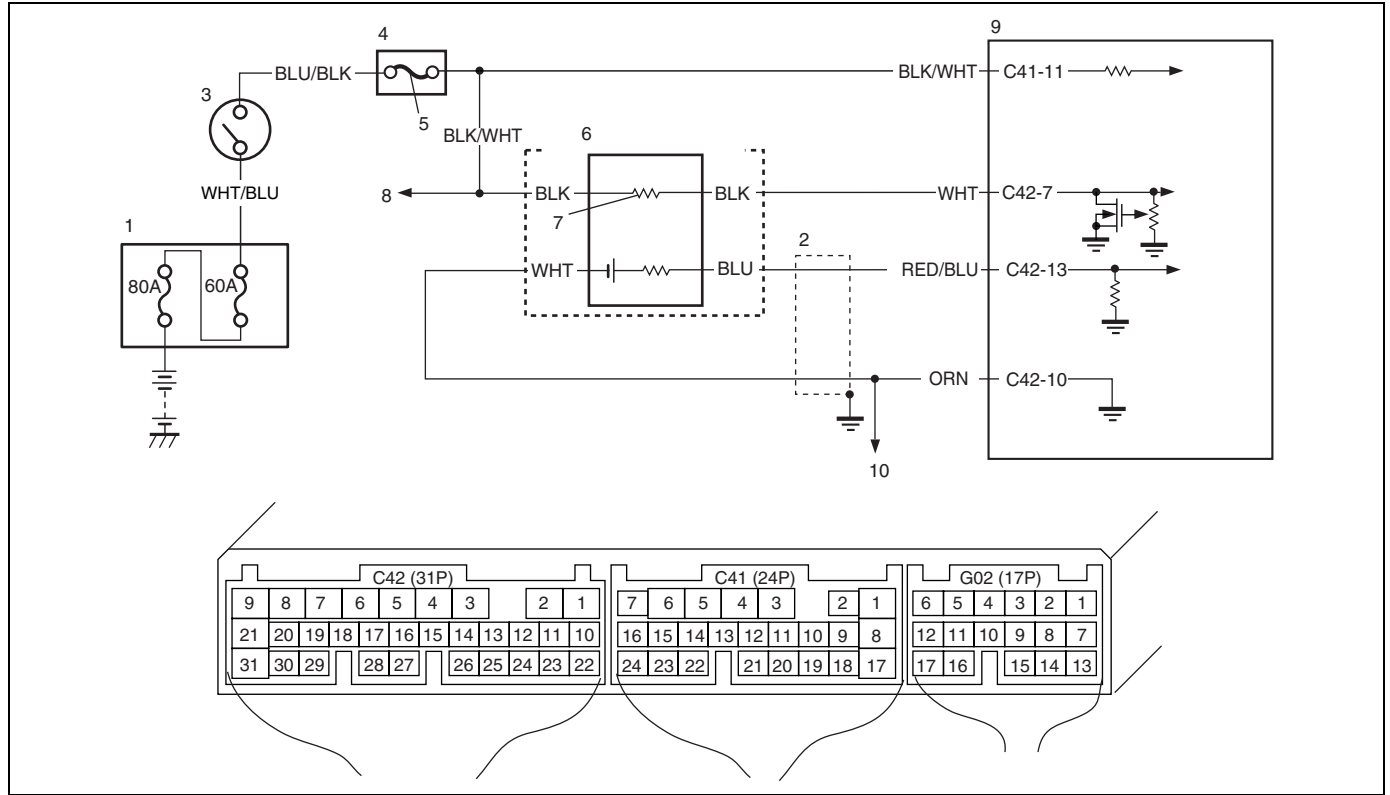 4
9
BLU/BLK
BLK/WHT
C41-11
3
5
BLK/WHT
6
WHT/BLU
8
BLK
BLK
WHT
C42-7
7
1
2
80A
60A
WHT
BLU
RED/BLU
C42-13
ORN
C42-10
10
C42 (31P)
C41 (24P)
G02 (17P)
9 8 7 6 5 4 3 2 1
7 6 5 4 3 2 1
6 5 4 3 2 1
21 20 19 18 17 16 15 14 13 12 11 10
16 15 14 13 12 11 10 9 8
12 11 10 9 8 7
31 30 29 28 27 26 25 24 23 22
24 23 22 21 20 19 18 17
17 16 15 14 13